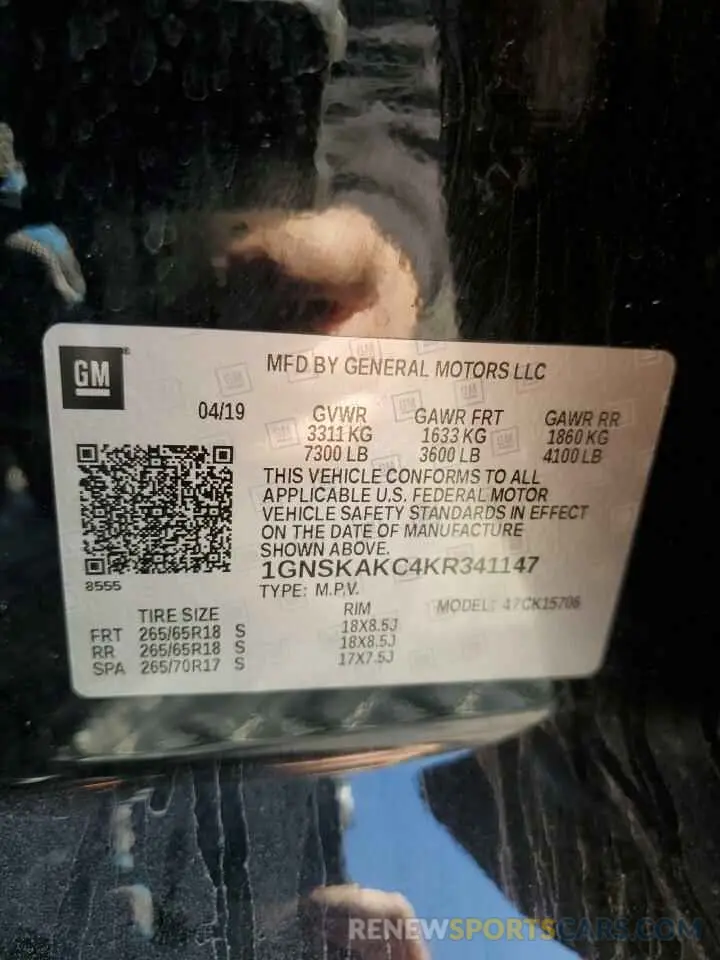 GM
MFD BY GENERAL MOTORS LLC
04/19 GVWR GAWR FRT GAWR RR
3311 KG 1633 KG 1860 KG
7300 LB 3600 LB 4100 LB
THIS VEHICLE CONFORMS TO ALL
APPLICABLE U.S. FEDERAL MOTOR
VEHICLE SAFETY STANDARDS IN EFFECT
ON THE DATE OF MANUFACTURE
SHOWN ABOVE.
1GNSKAKC4KR341147
8555
TYPE: M.P.V.
MODEL: 47CK15706
TIRE SIZE RIM
FRT 265/65R18 S 18X8.5J
RR 265/65R18 S 18X8.5J
SPA 265/70R17 S 17X7.5J
RENEWSPORTSCARS.COM